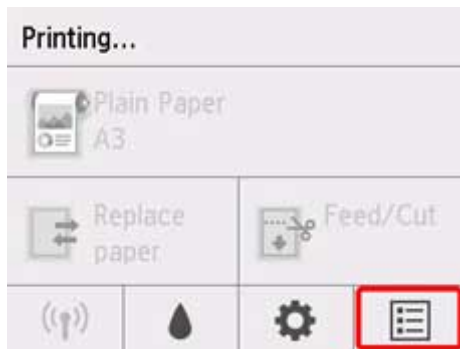 Printing...
Plain Paper
A3
Replace
paper
Feed/Cut